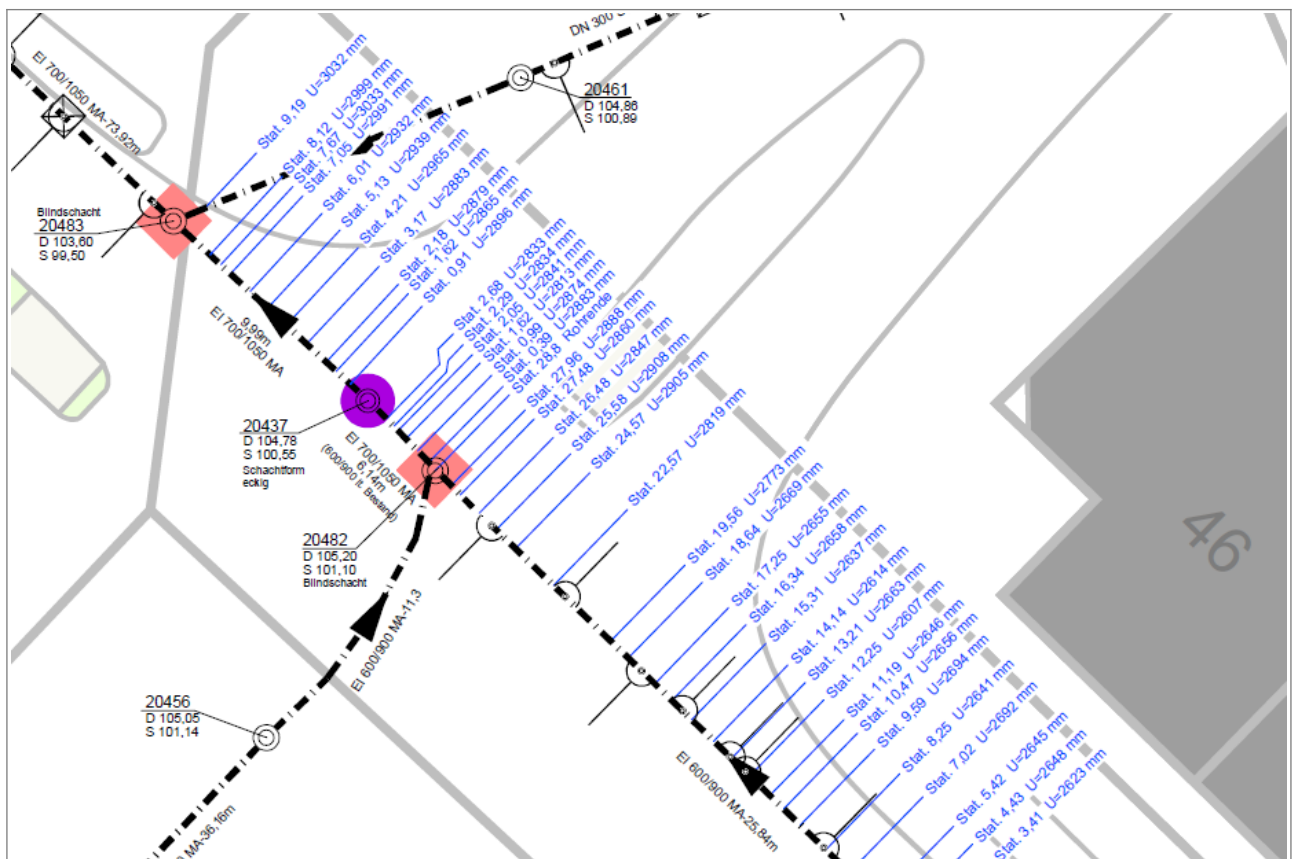 DN 300
EI 700/1050 MA-73,92m
20461
D 104,86
S 100,89
Stat. 9,19 U=3032 mm
Stat. 8,12 U=2999 mm
Stat. 7,67 U=3033 mm
Stat. 7,05 U=2991 mm
Stat. 6,01 U=2932 mm
Stat. 5,13 U=2939 mm
Stat. 4,21 U=2965 mm
Stat. 3,17 U=2883 mm
Stat. 2,18 U=2879 mm
Stat. 1,62 U=2865 mm
Stat. 0,91 U=2896 mm
Blindschacht
20483
D 103,60
S 99,50
9,99m
EI 700/1050 MA
Stat. 2,68 U=2833 mm
Stat. 2,29 U=2834 mm
Stat. 2,05 U=2841 mm
Stat. 1,62 U=2813 mm
Stat. 0,99 U=2874 mm
Stat. 0,39 U=2883 mm
Stat. 28,8 Rohrende
Stat. 27,96 U=2888 mm
Stat. 27,48 U=2860 mm
Stat. 26,48 U=2847 mm
Stat. 25,58 U=2908 mm
Stat. 24,57 U=2905 mm
Stat. 22,57 U=2819 mm
20437
D 104,78
S 100,55
Schachtform
eckig
EI 700/1050 MA
6,14m
(600/900 lt. Bestand)
20482
D 105,20
S 101,10
Blindschacht
Stat. 19,56 U=2773 mm
Stat. 18,64 U=2669 mm
Stat. 17,25 U=2655 mm
Stat. 16,34 U=2658 mm
Stat. 15,31 U=2637 mm
Stat. 14,14 U=2614 mm
Stat. 13,21 U=2663 mm
Stat. 12,25 U=2607 mm
Stat. 11,19 U=2646 mm
Stat. 10,47 U=2656 mm
Stat. 9,59 U=2694 mm
Stat. 8,25 U=2641 mm
Stat. 7,02 U=2692 mm
Stat. 5,42 U=2645 mm
Stat. 4,43 U=2648 mm
Stat. 3,41 U=2623 mm
46
EI 600/900 MA-11,3
20456
D 105,05
S 101,14
EI 600/900 MA-25,84m
MA-36,16m